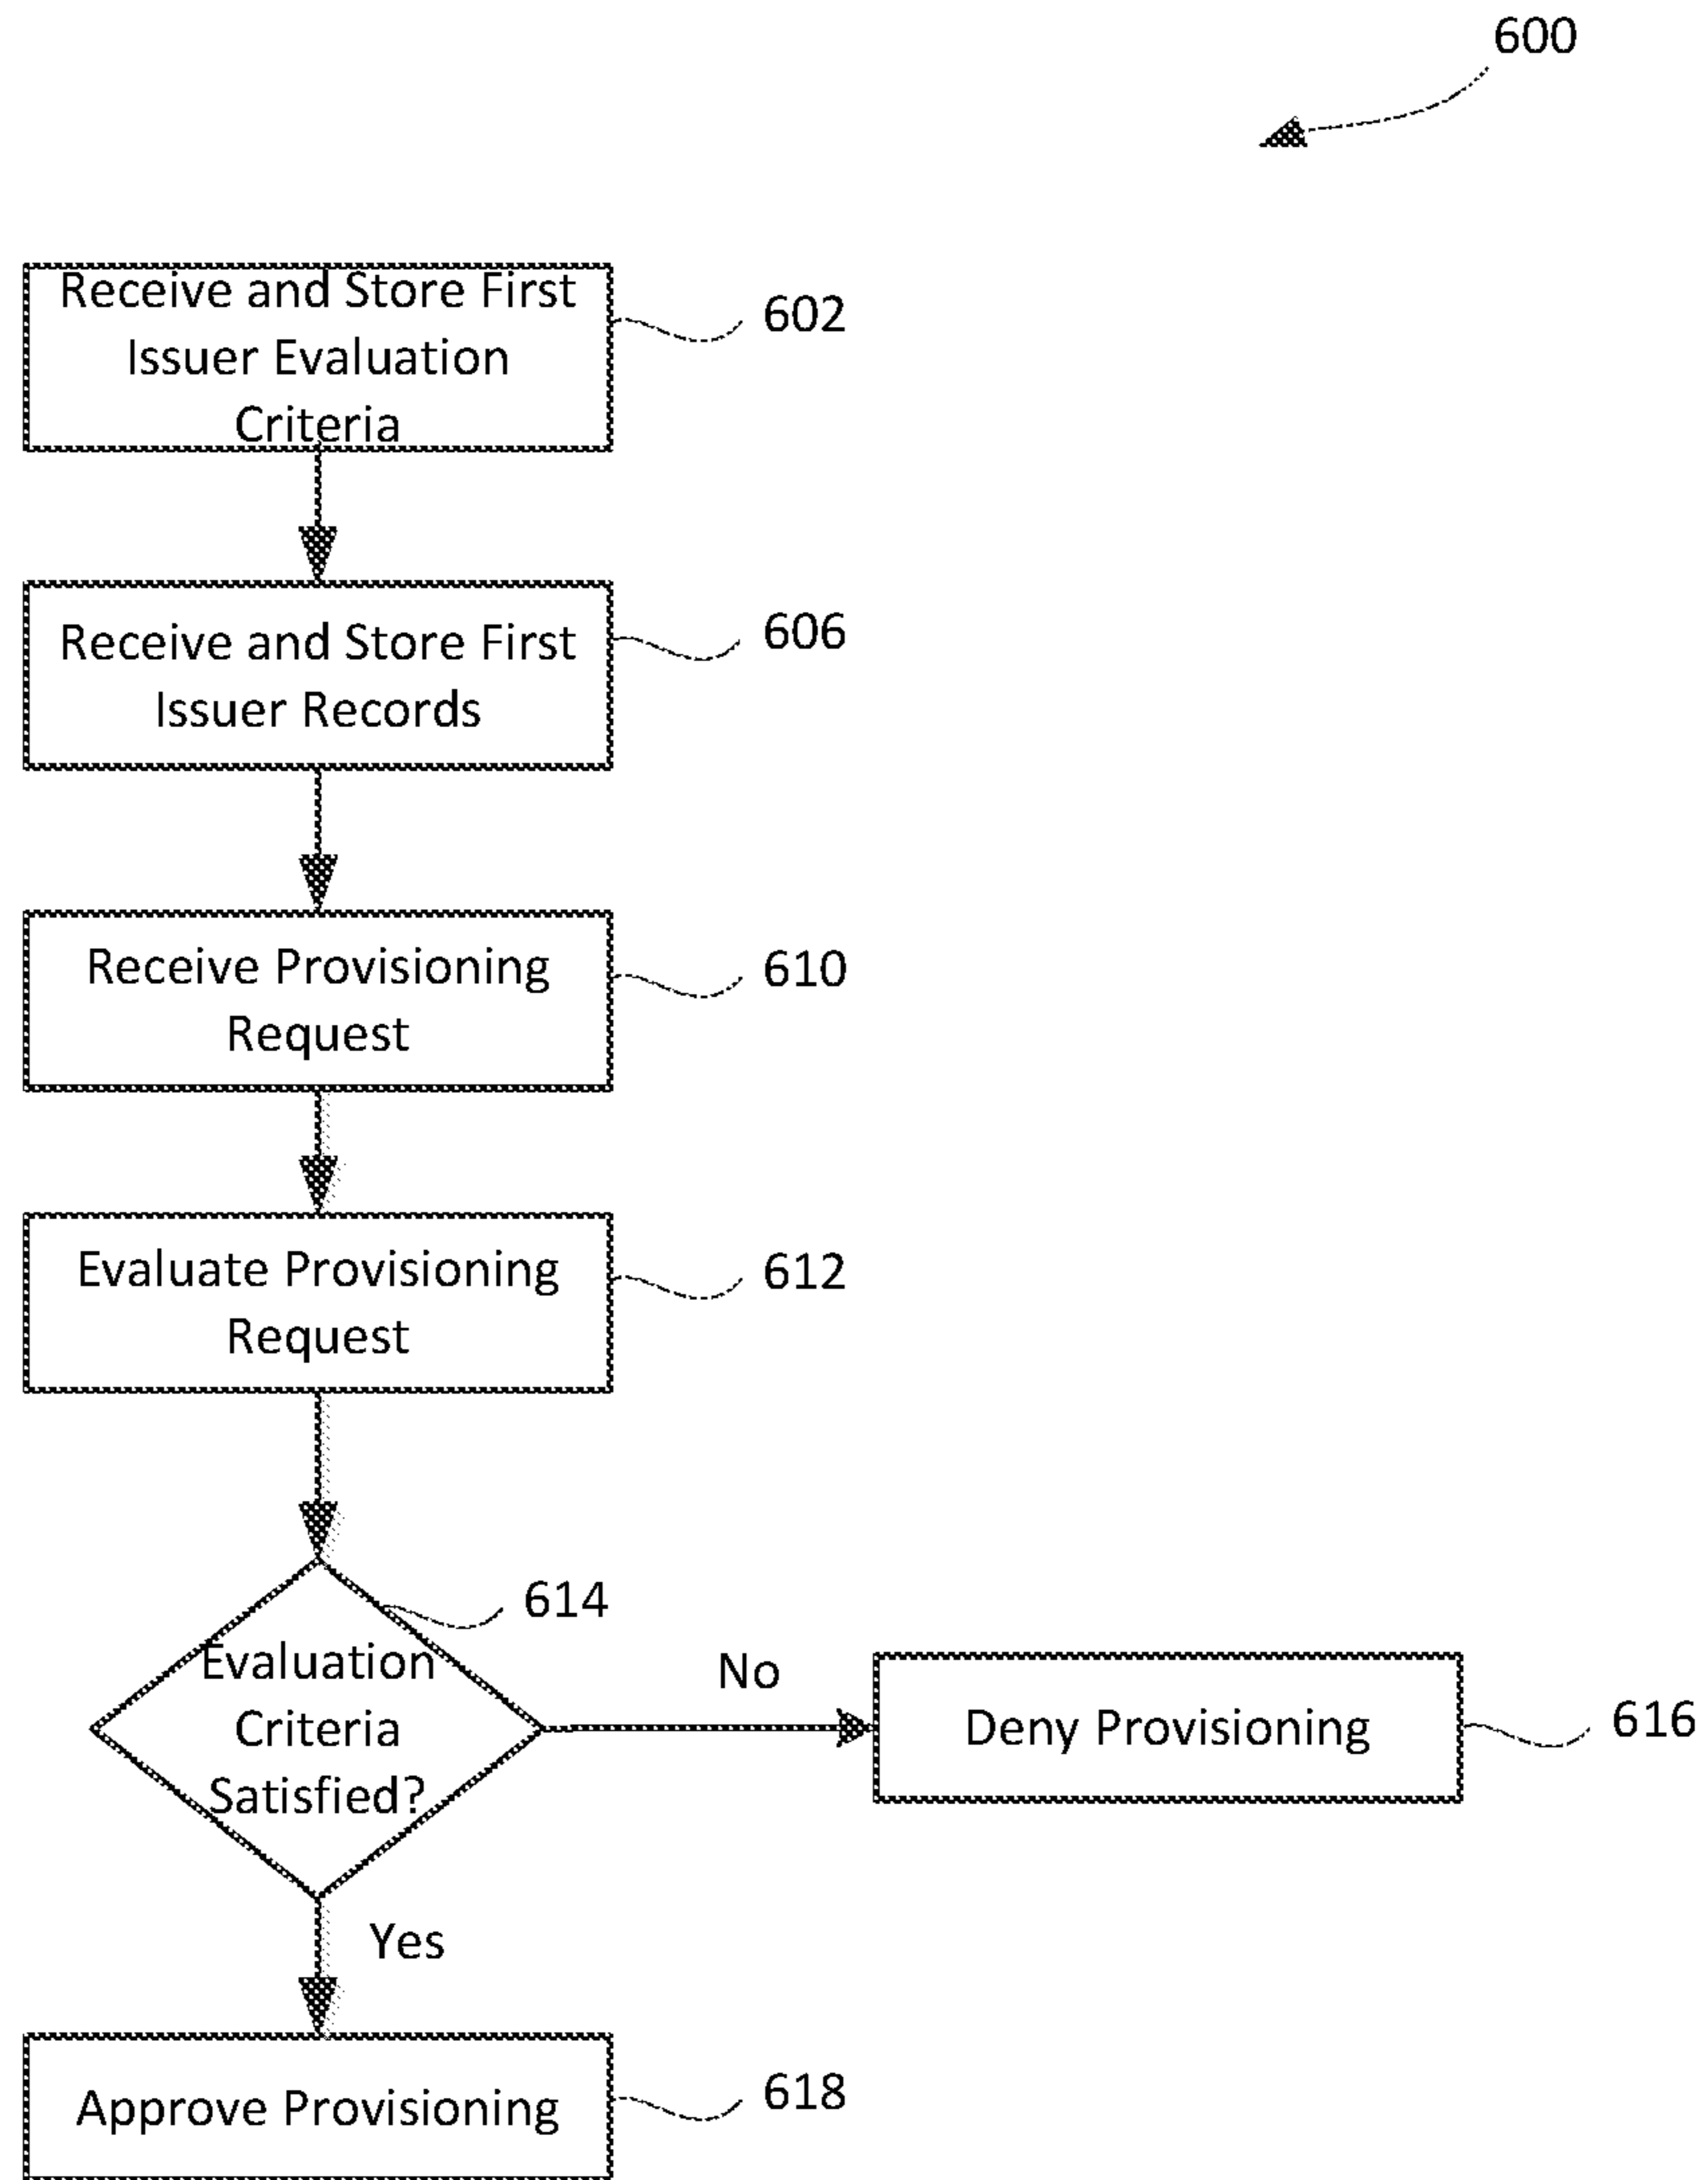 600
Receive and Store First
Issuer Evaluation
Criteria
602
Receive and Store First
Issuer Records
606
Receive Provisioning
Request
610
Evaluate Provisioning
Request
612
614
Evaluation
Criteria
Satisfied?
No
Deny Provisioning
616
Yes
Approve Provisioning
618